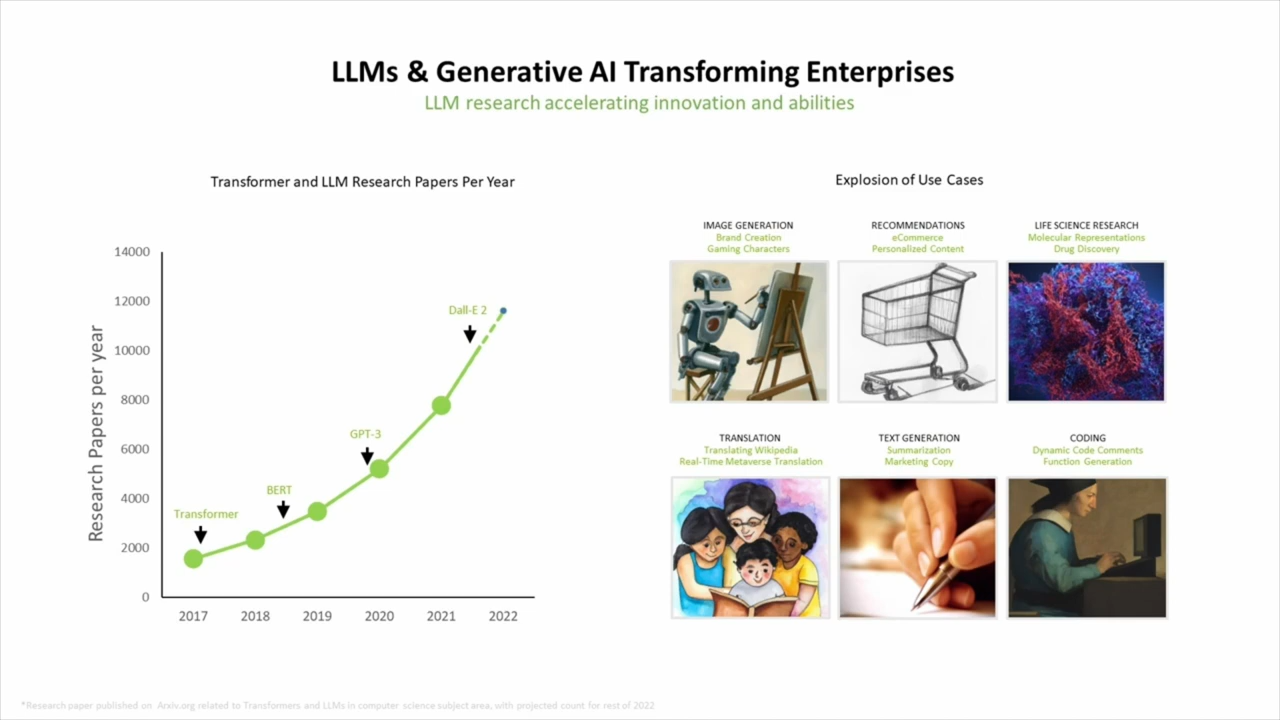 LLMs & Generative AI Transforming Enterprises
LLM research accelerating innovation and abilities
Transformer and LLM Research Papers Per Year
Research Papers per year
14000
12000
10000
8000
6000
4000
2000
0
2017 2018 2019 2020 2021 2022
Transformer
BERT
GPT-3
Dall-E 2
Explosion of Use Cases
IMAGE GENERATION
Brand Creation
Gaming Characters
RECOMMENDATIONS
eCommerce
Personalized Content
LIFE SCIENCE RESEARCH
Molecular Representations
Drug Discovery
TRANSLATION
Translating Wikipedia
Real-Time Metaverse Translation
TEXT GENERATION
Summarization
Marketing Copy
CODING
Dynamic Code Comments
Function Generation
*Research paper published on Arxiv.org related to Transformers and LLMs in computer science subject area, with projected count for rest of 2022